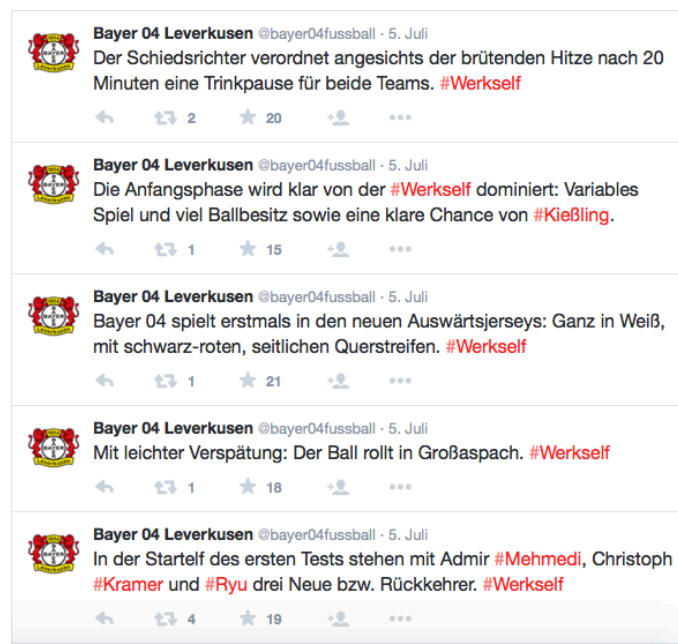 Bayer 04 Leverkusen @bayer04fussball · 5. Juli
Der Schiedsrichter verordnet angesichts der brütenden Hitze nach 20
Minuten eine Trinkpause für beide Teams. #Werkself
2 20
Bayer 04 Leverkusen @bayer04fussball · 5. Juli
Die Anfangsphase wird klar von der #Werkself dominiert: Variables
Spiel und viel Ballbesitz sowie eine klare Chance von #Kießling.
1 15
Bayer 04 Leverkusen @bayer04fussball · 5. Juli
Bayer 04 spielt erstmals in den neuen Auswärtsjerseys: Ganz in Weiß,
mit schwarz-roten, seitlichen Querstreifen. #Werkself
1 21
Bayer 04 Leverkusen @bayer04fussball · 5. Juli
Mit leichter Verspätung: Der Ball rollt in Großaspach. #Werkself
1 18
Bayer 04 Leverkusen @bayer04fussball · 5. Juli
In der Startelf des ersten Tests stehen mit Admir #Mehmedi, Christoph
#Kramer und #Ryu drei Neue bzw. Rückkehrer. #Werkself
4 19